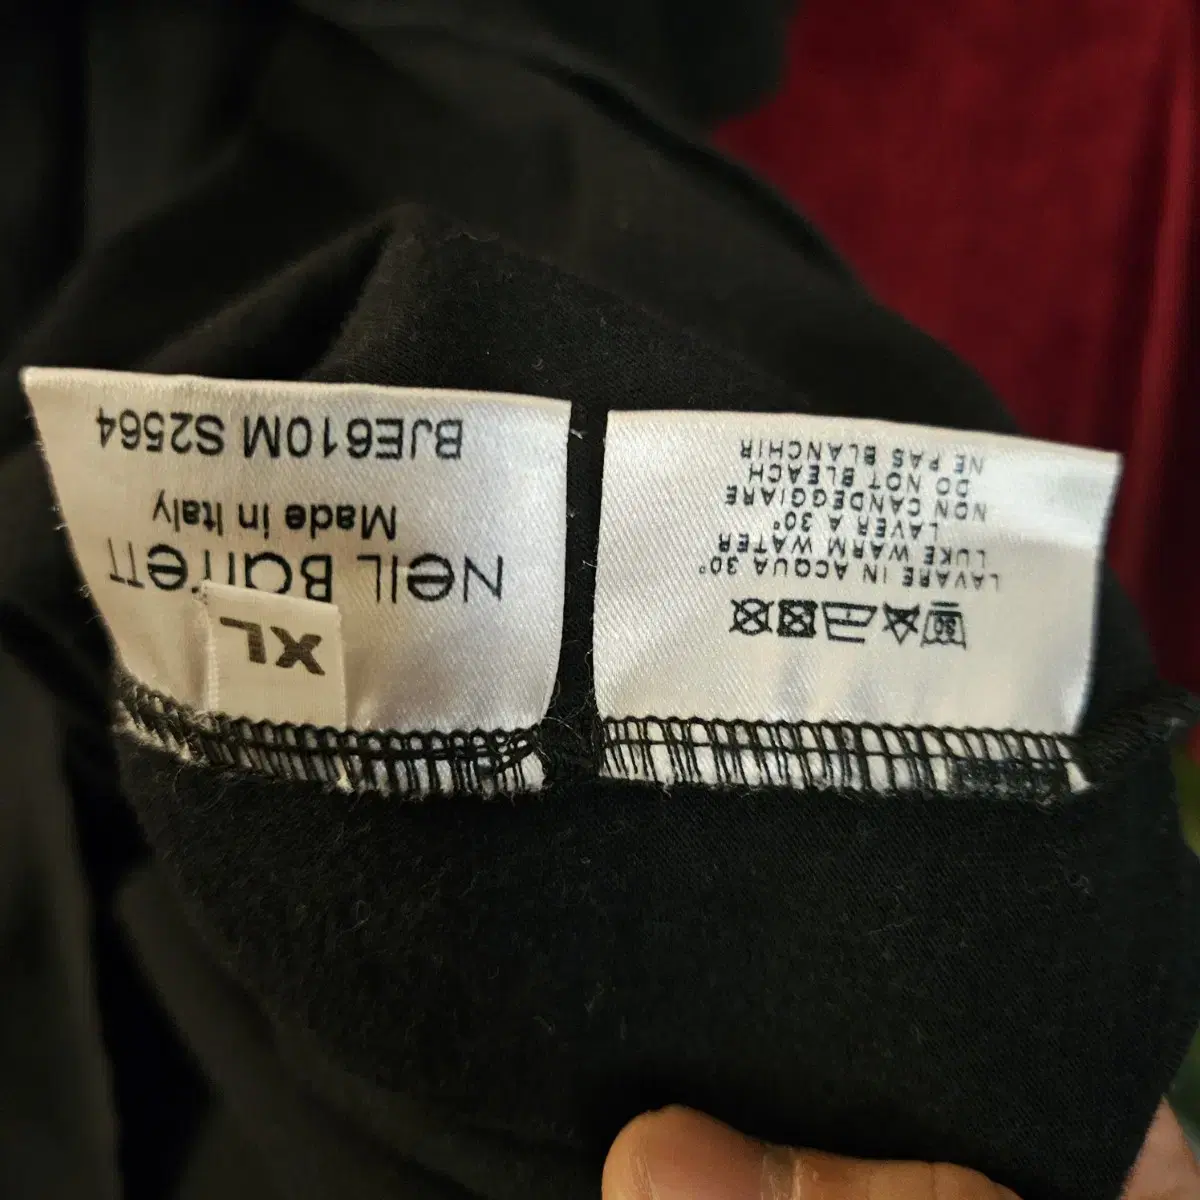 Neil Barrett
Made in Italy
BJE610M S2564
XL
30
LAVARE IN ACQUA 30°
LUKE WARM WATER
LAVER A 30°
NON CANDEGGIARE
DO NOT BLEACH
NE PAS BLANCHIR